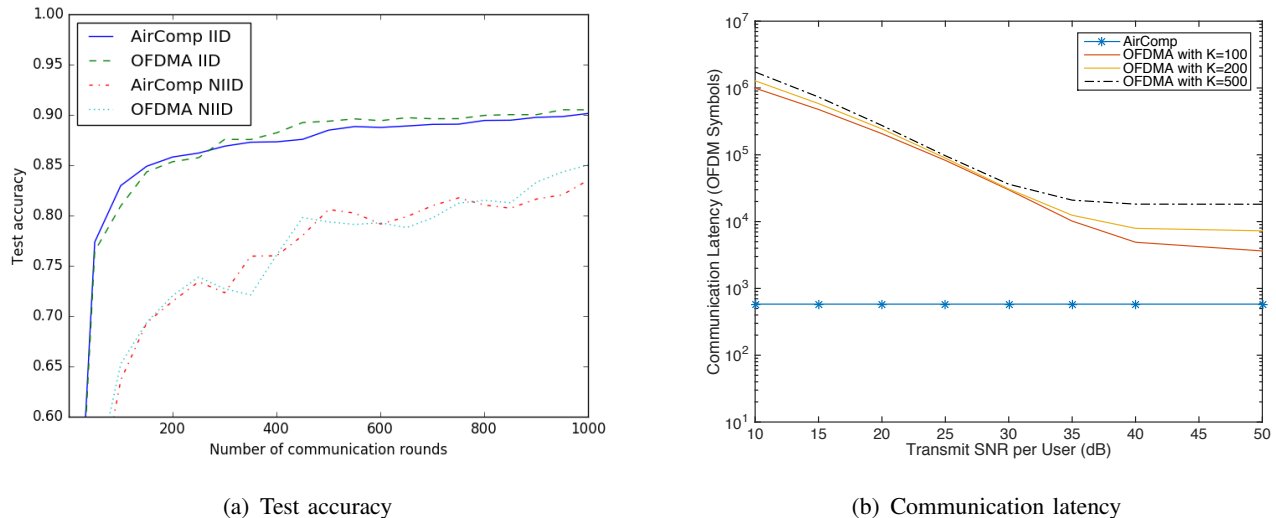 1.00
0.95
0.90
0.85
0.80
0.75
0.70
0.65
0.60
Test accuracy
AirComp IID
OFDMA IID
AirComp NIID
OFDMA NIID
200
400
600
800
1000
Number of communication rounds
(a) Test accuracy
10^7
10^6
10^5
10^4
10^3
10^2
10^1
Communication Latency (OFDM Symbols)
AirComp
OFDMA with K=100
OFDMA with K=200
OFDMA with K=500
10
15
20
25
30
35
40
45
50
Transmit SNR per User (dB)
(b) Communication latency